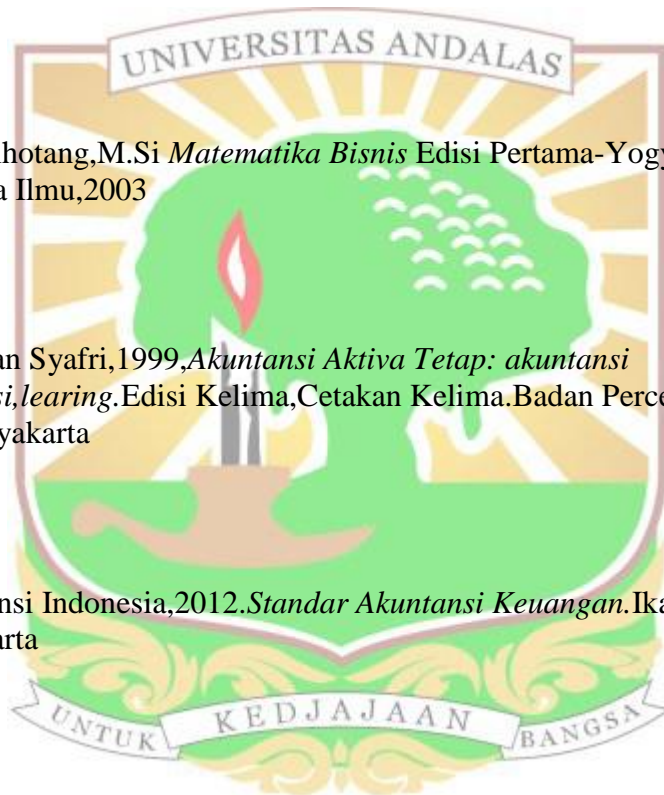 UNIVERSITAS ANDALAS
hotang,M.Si Matematika Bisnis Edisi Pertama-Yogy
a Ilmu,2003
an Syafri,1999,Akuntansi Aktiva Tetap: akuntansi
si,learing.Edisi Kelima,Cetakan Kelima.Badan Perce
yakarta
nsi Indonesia,2012.Standar Akuntansi Keuangan.Ika
arta
UNTUK KEDJAJAAN BANGSA